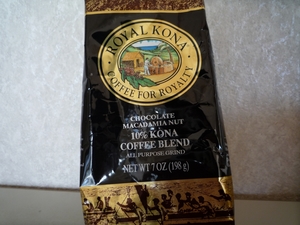 ROYAL KONA
COFFEE FOR ROYALTY
CHOCOLATE
MACADAMIA NUT
10% KONA
COFFEE BLEND
ALL PURPOSE GRIND
NET WT 7 OZ (198 g)